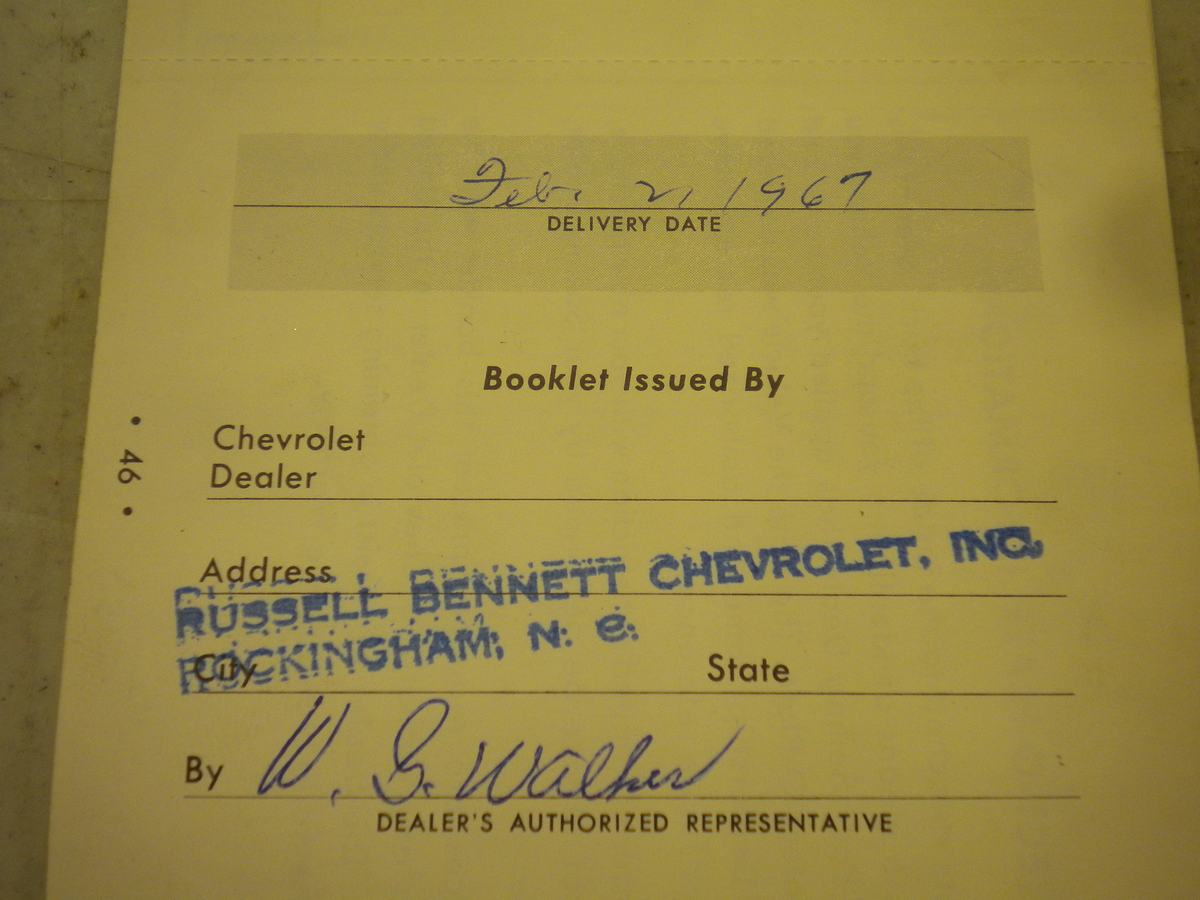 Feb. 2, 1967
DELIVERY DATE
Booklet Issued By
Chevrolet
Dealer
Address
RUSSELL BENNETT CHEVROLET, INC.
ROCKINGHAM, N. C.
City State
By W. G. Walker
DEALER'S AUTHORIZED REPRESENTATIVE
• 46 •